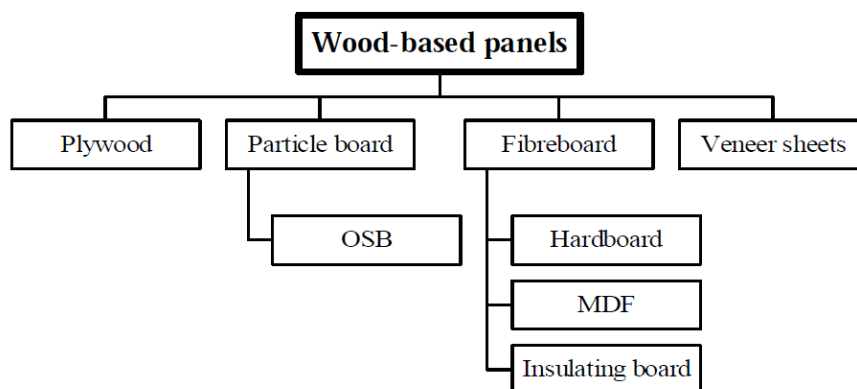 Wood-based panels
Plywood
Particle board
Fibreboard
Veneer sheets
OSB
Hardboard
MDF
Insulating board